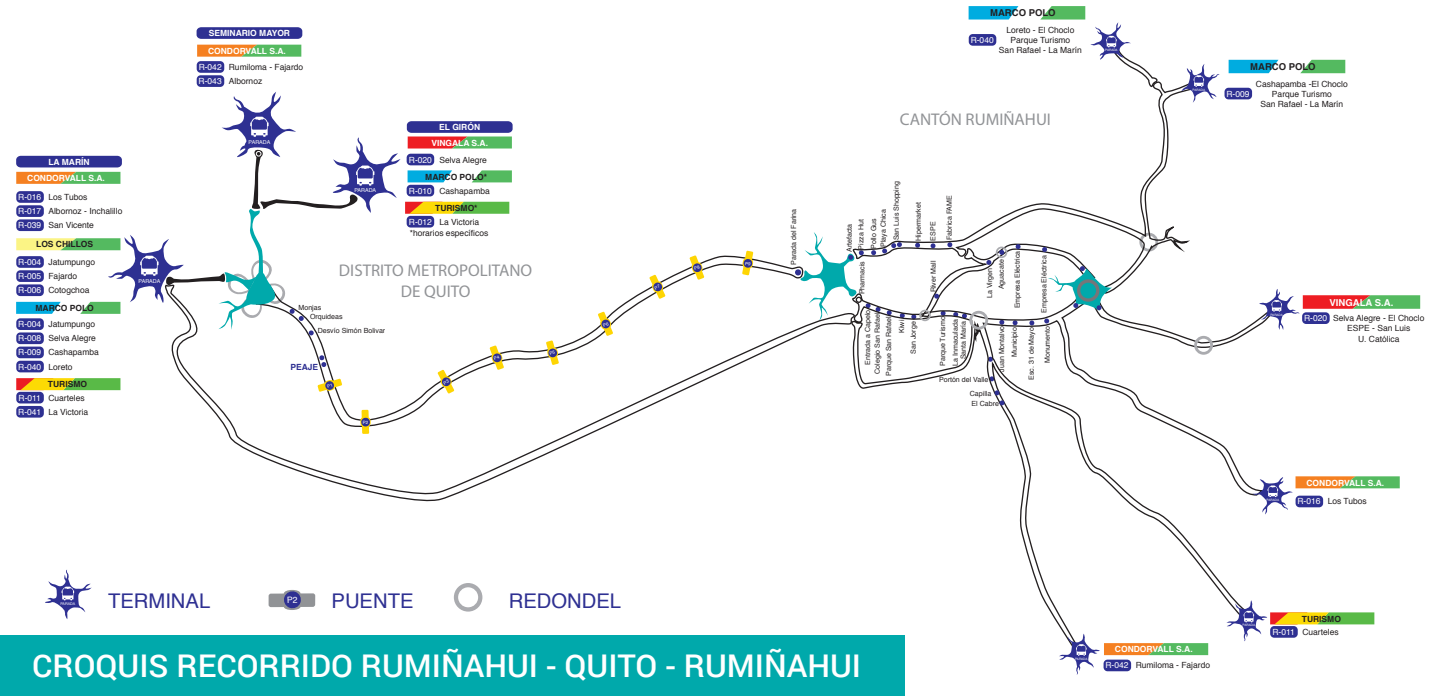 SEMINARIO MAYOR
CONDORVALL S.A.
R-042 Rumiloma - Fajardo
R-043 Albornoz
PARADA
EL GIRÓN
VINGALA S.A.
R-020 Selva Alegre
MARCO POLO*
R-010 Cashapamba
TURISMO*
R-012 La Victoria
*horarios específicos
PARADA
LA MARÍN
CONDORVALL S.A.
R-016 Los Tubos
R-017 Albornoz - Inchalillo
R-039 San Vicente
LOS CHILLOS
R-004 Jatumpungo
R-005 Fajardo
R-006 Cotogchoa
MARCO POLO
R-004 Jatumpungo
R-008 Selva Alegre
R-009 Cashapamba
R-040 Loreto
TURISMO
R-011 Cuarteles
R-041 La Victoria
PARADA
DISTRITO METROPOLITANO
DE QUITO
Monjas
Orquideas
Desvío Simón Bolivar
PEAJE
Parada del Farina
Artefacta
Pizza Hut
Pollo Gus
Playa Chica
San Luis Shopping
Hipermarket
ESPE
Fabrica FAME
Pharmacis
Entrada a Capelo
Colegio San Rafael
Parque San Rafael
Kiwi
San Jorge
River Mall
Parque Turismo
La Inmaculada
Santa María
La Virgen
Aguacate
Empresa Eléctrica
Empresa Eléctrica
Juan Montalvo
Municipio
Esc. 31 de Mayo
Monumento
Portón del Valle
Capilla
El Cabre
CANTÓN RUMIÑAHUI
MARCO POLO
R-040 Loreto - El Choclo
Parque Turismo
San Rafael - La Marin
MARCO POLO
R-009 Cashapamba -El Choclo
Parque Turismo
San Rafael - La Marin
VINGALA S.A.
R-020 Selva Alegre - El Choclo
ESPE - San Luis
U. Católica
CONDORVALL S.A.
R-016 Los Tubos
TURISMO
R-011 Cuarteles
CONDORVALL S.A.
R-042 Rumiloma - Fajardo
TERMINAL
P2 PUENTE
REDONDEL
CROQUIS RECORRIDO RUMIÑAHUI - QUITO - RUMIÑAHUI